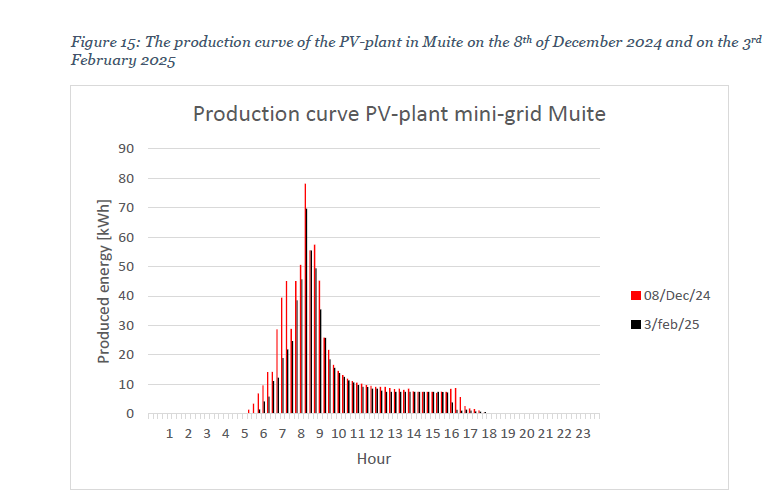 Figure 15: The production curve of the PV-plant in Muite on the 8th of December 2024 and on the 3rd
February 2025
Production curve PV-plant mini-grid Muite
90
80
70
60
50
40
30
20
10
0
Produced energy [kWh]
08/Dec/24
3/feb/25
1 2 3 4 5 6 7 8 9 10 11 12 13 14 15 16 17 18 19 20 21 22 23
Hour